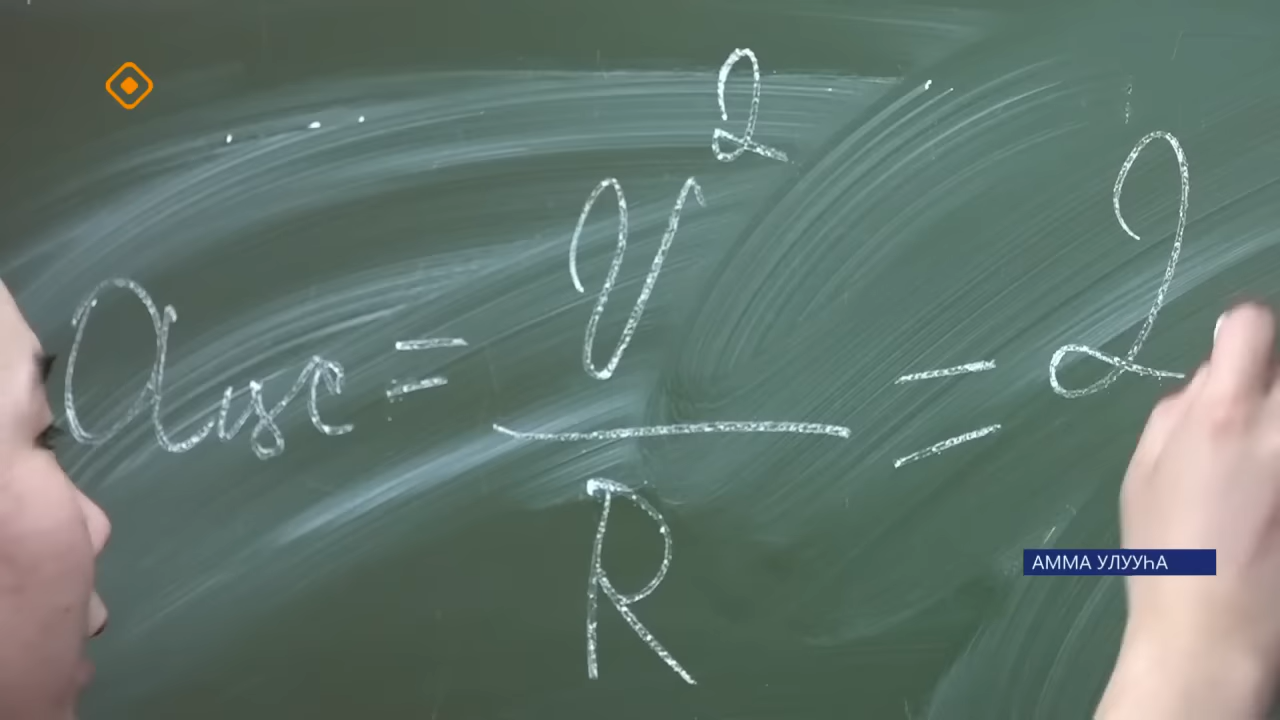 aцс = V² / R = 2
АММА УЛУУҺА